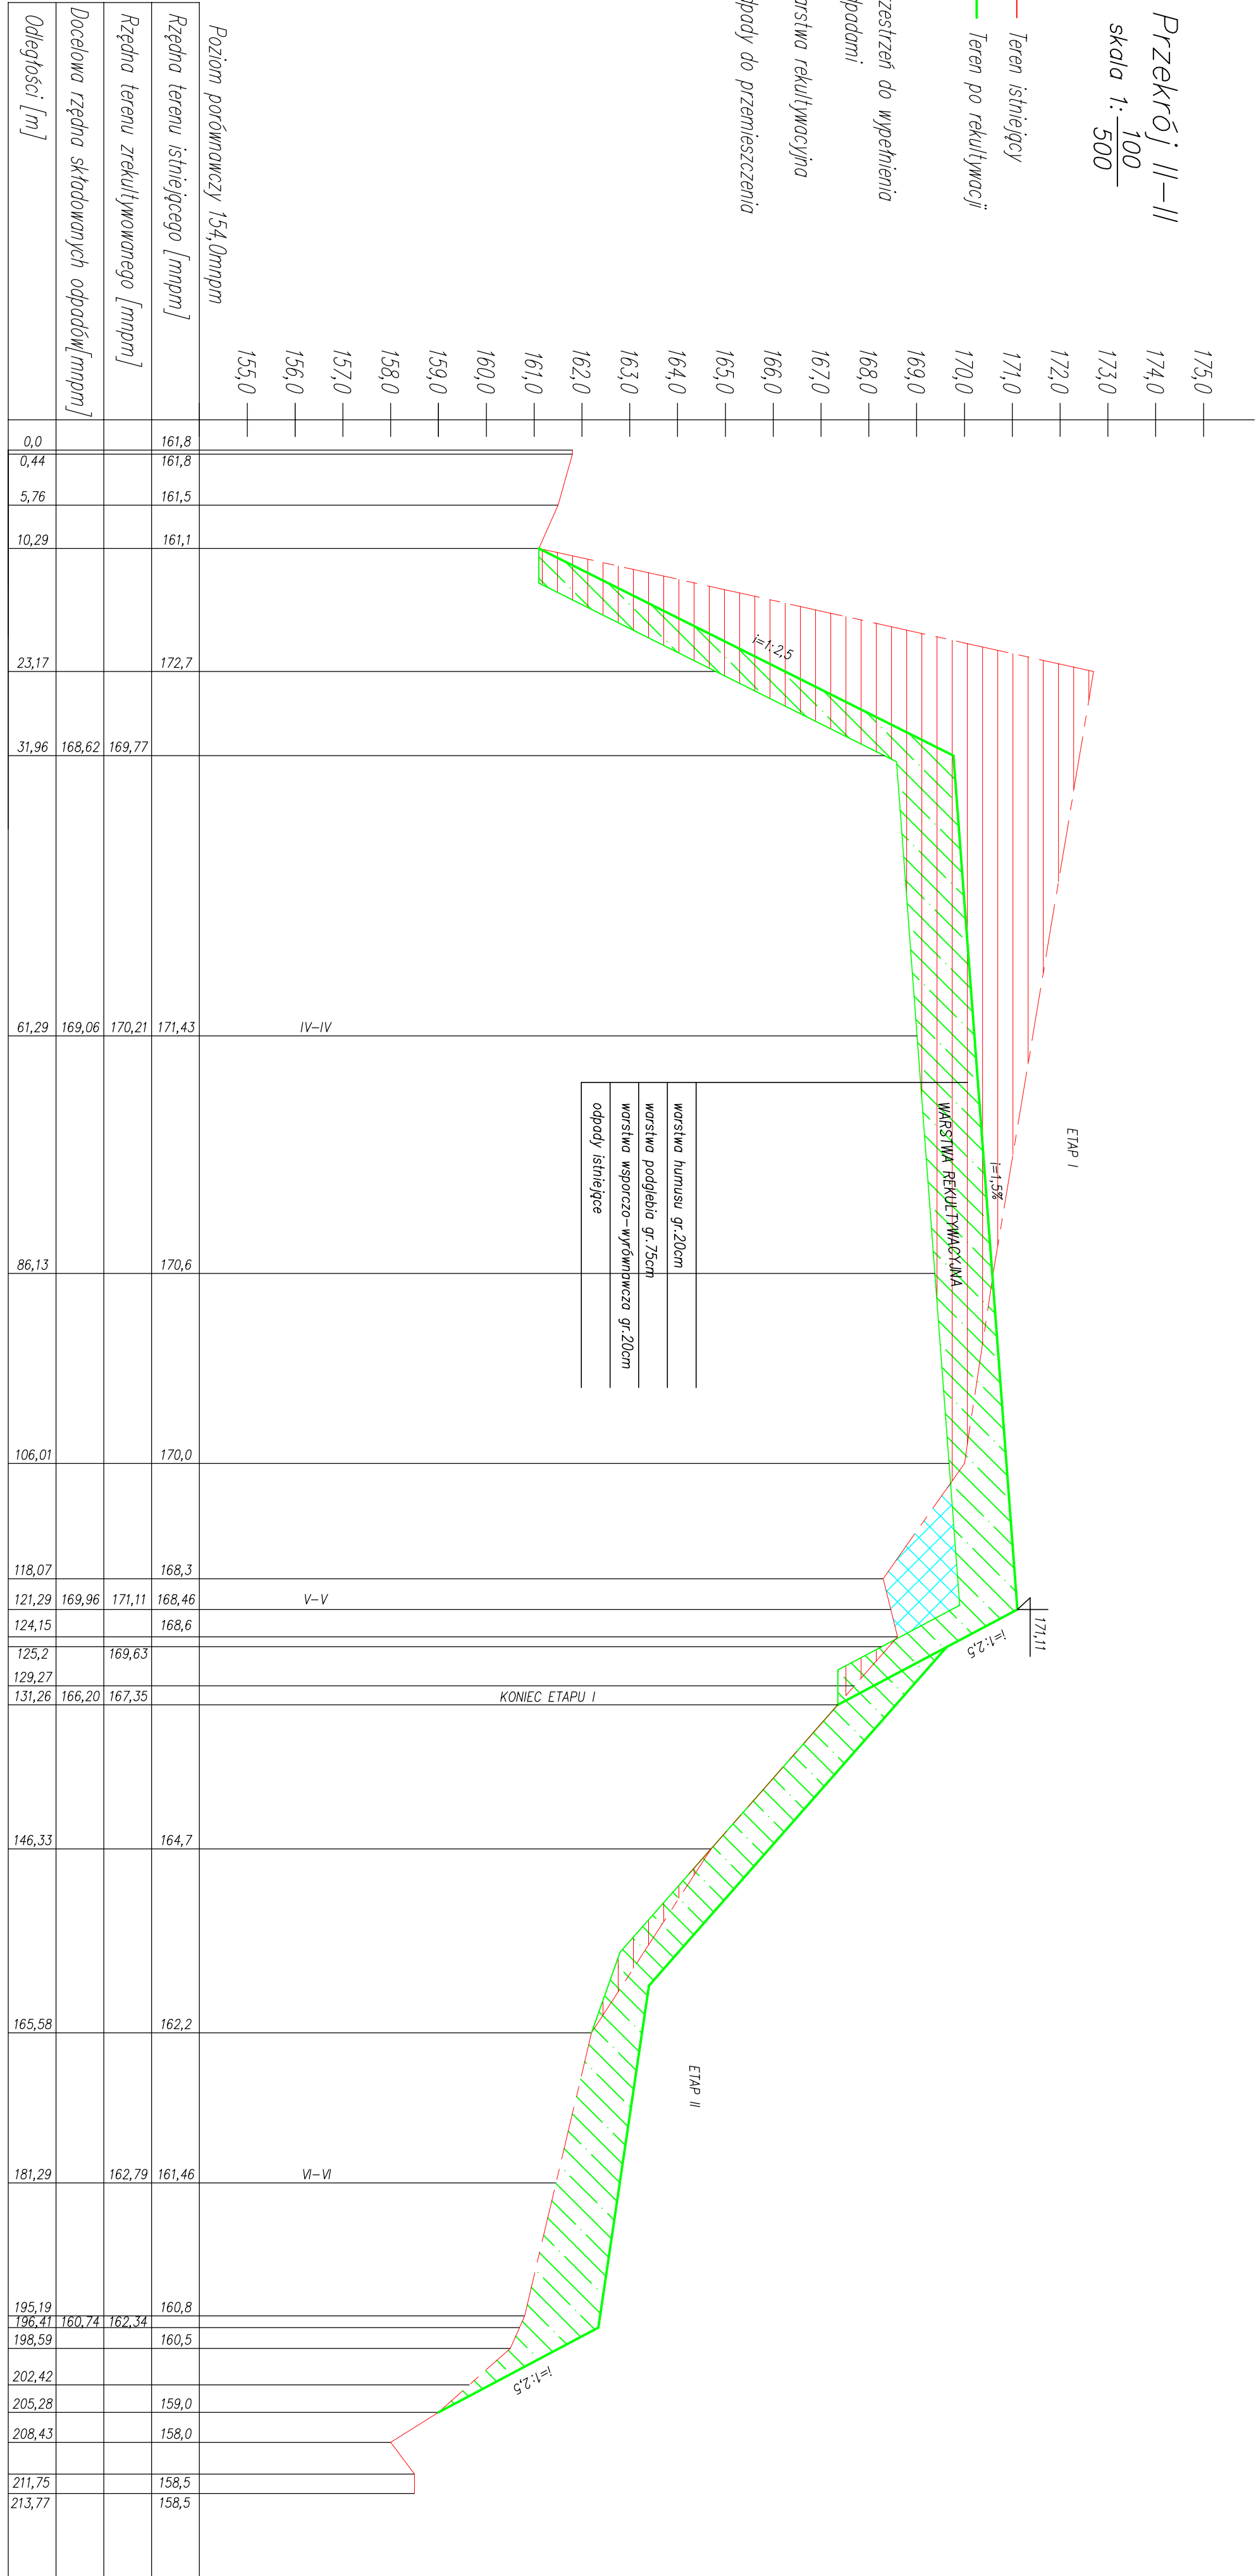 Przekrój II-II
skala 1: 100
500
Teren istniejący
Teren po rekultywacji
do wypełnienia
rekultywacyjna
do przemieszczenia
175,0
174,0
173,0
172,0
171,0
170,0
169,0
168,0
167,0
166,0
165,0
164,0
163,0
162,0
161,0
160,0
159,0
158,0
157,0
156,0
155,0
Poziom porównawczy 154,0mnpm
ETAP I
i=1:2,5
i=1,5%
WARSTWA REKULTYWACYJNA
171,11
i=1:2,5
warstwa humusu gr.20cm
warstwa podglebia gr.75cm
warstwa wsporczo-wyrównawcza gr.20cm
odpady istniejące
KONIEC ETAPU I
ETAP II
i=1:2,5
IV-IV
V-V
VI-VI
Rzędna terenu istniejącego [mnpm]
161,8 161,8 161,5 161,1 172,7 171,43 170,6 170,0 168,3 168,46 168,6 164,7 162,2 161,46 160,8 160,5 159,0 158,0 158,5 158,5
Rzędna terenu zrekultywowanego [mnpm]
169,77 170,21 171,11 169,63 167,35 162,79 162,34
Docelowa rzędna składowanych odpadów[mnpm]
168,62 169,06 169,96 166,20 160,74
Odległości [m]
0,0 0,44 5,76 10,29 23,17 31,96 61,29 86,13 106,01 118,07 121,29 124,15 125,2 129,27 131,26 146,33 165,58 181,29 195,19 196,41 198,59 202,42 205,28 208,43 211,75 213,77